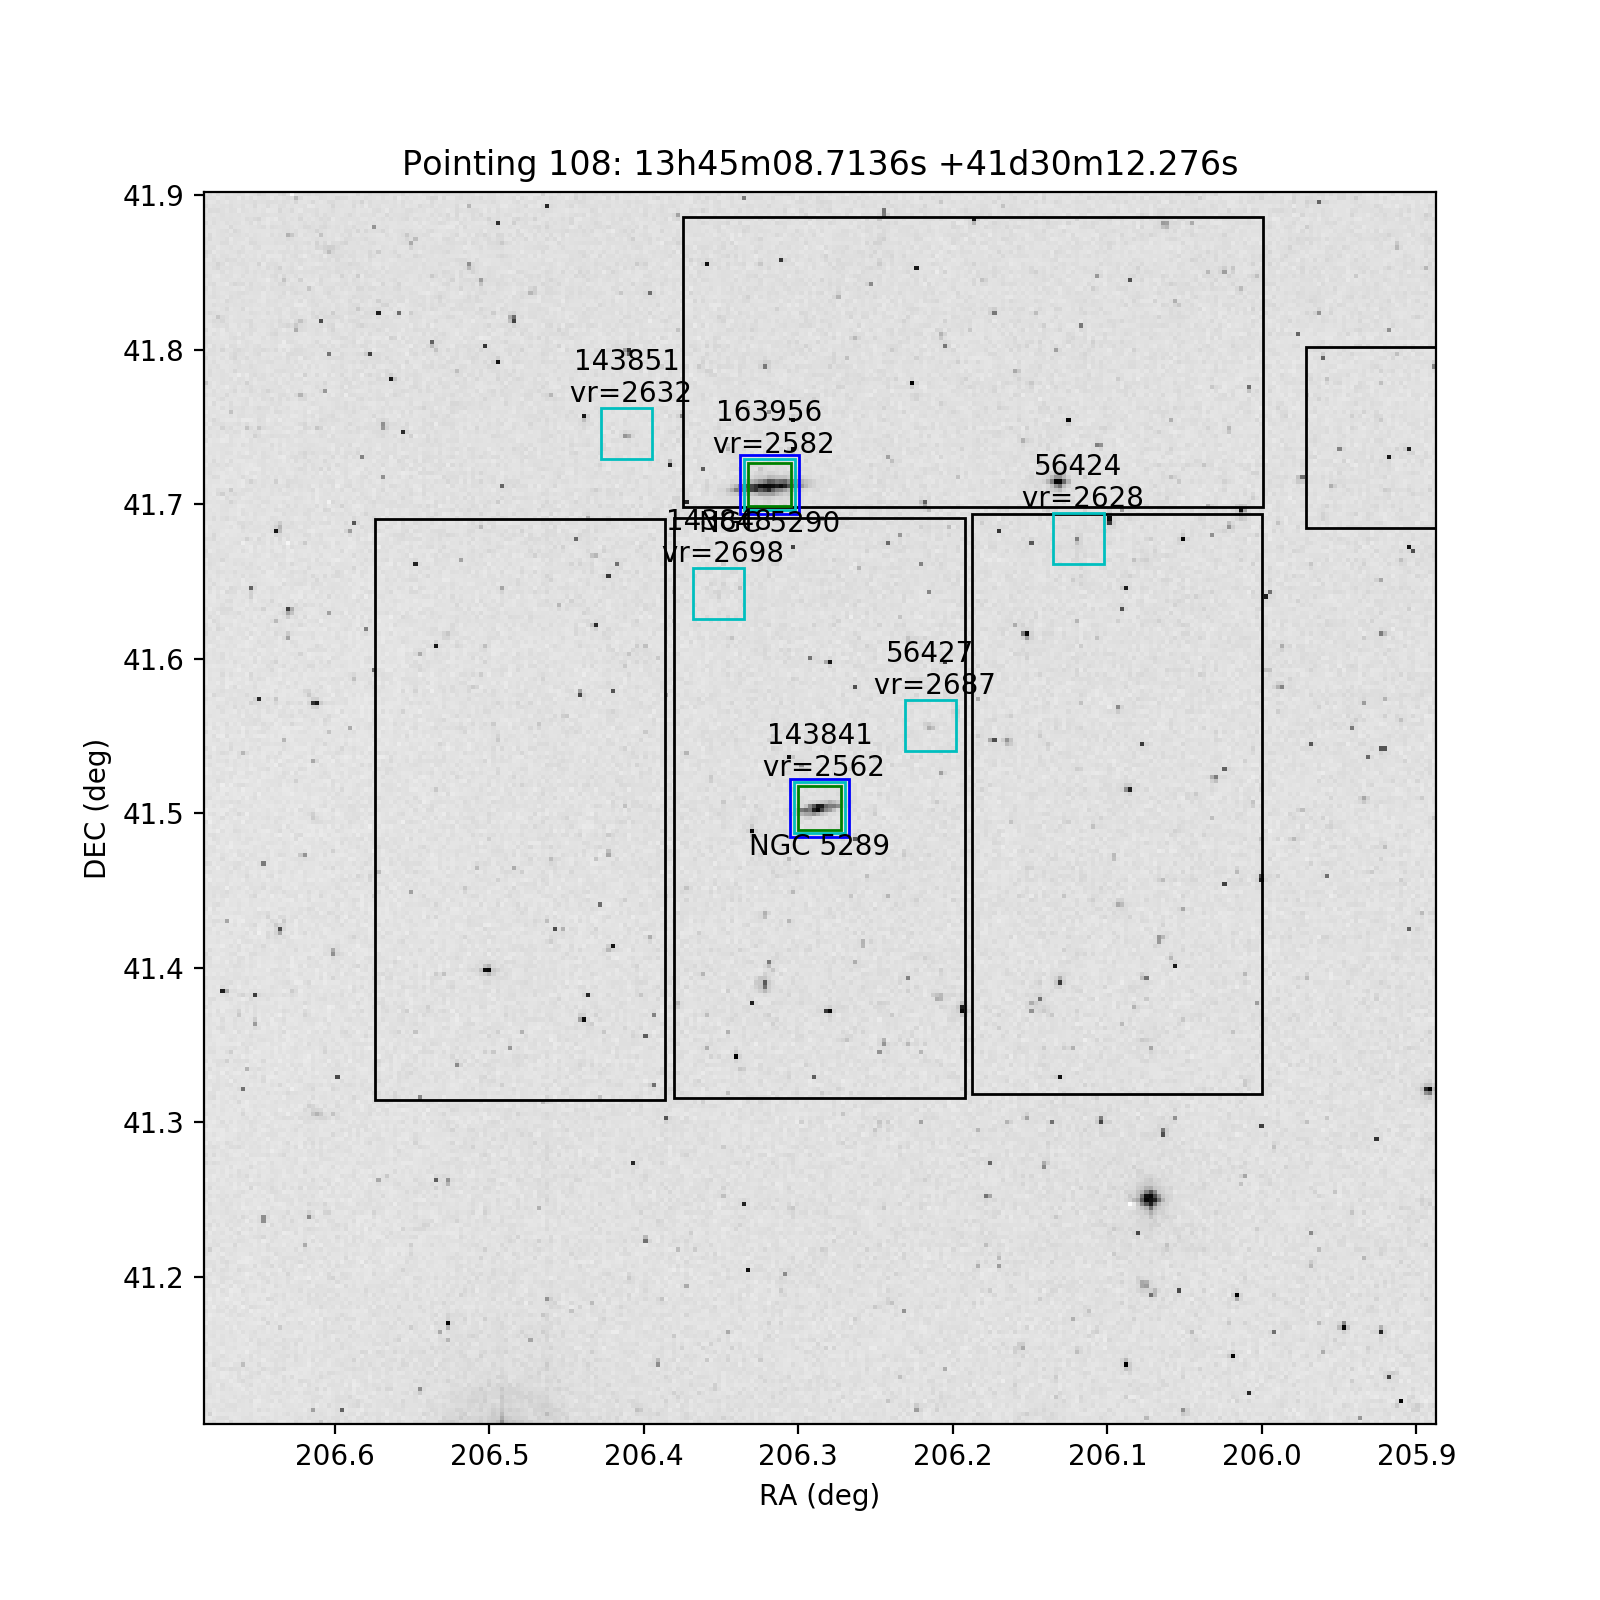 Pointing 108: 13h45m08.7136s +41d30m12.276s
41.9
41.8
41.7
41.6
41.5
41.4
41.3
41.2
DEC (deg)
143851
vr=2632
163956
vr=2582
56424
vr=2628
NGC 5290
vr=2698
56427
vr=2687
143841
vr=2562
NGC 5289
206.6 206.5 206.4 206.3 206.2 206.1 206.0 205.9
RA (deg)